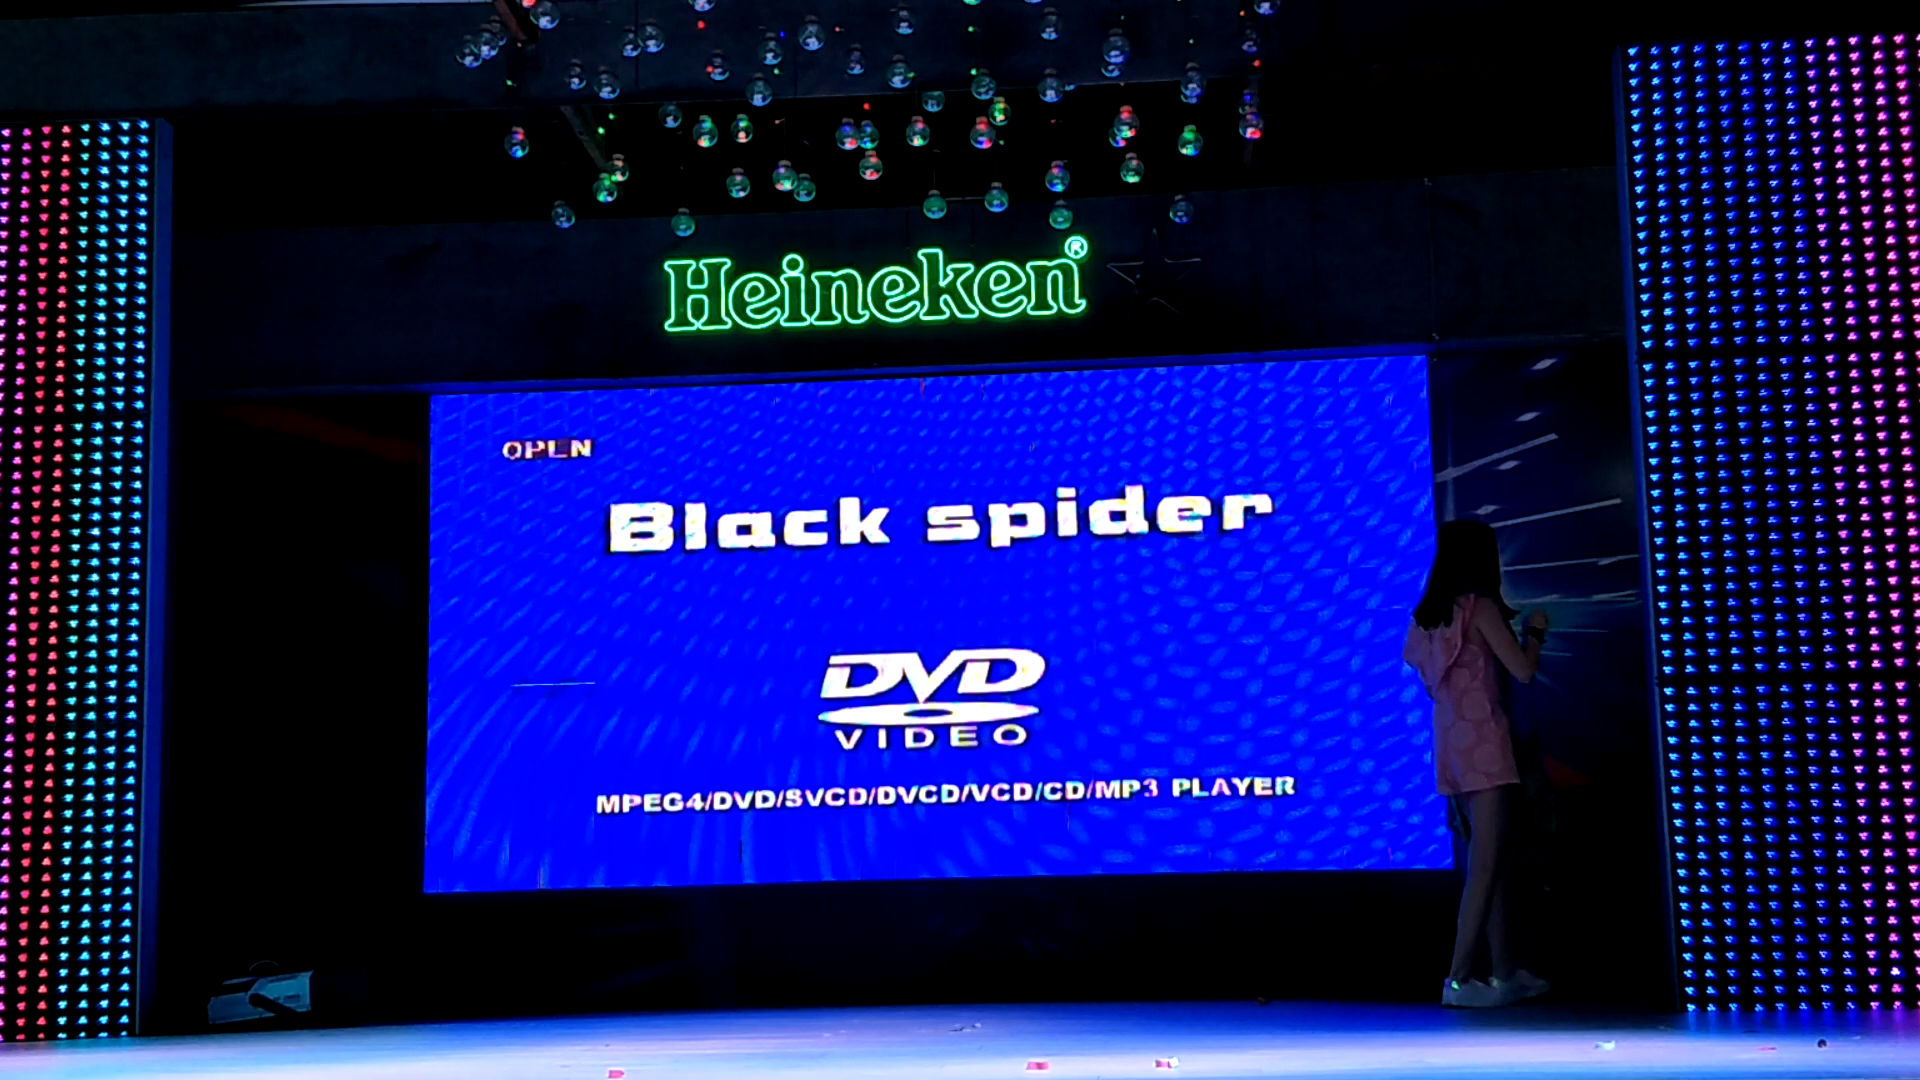 Heineken®
OPEN
Black spider
DVD
VIDEO
MPEG4/DVD/SVCD/DVCD/VCD/CD/MP3 PLAYER